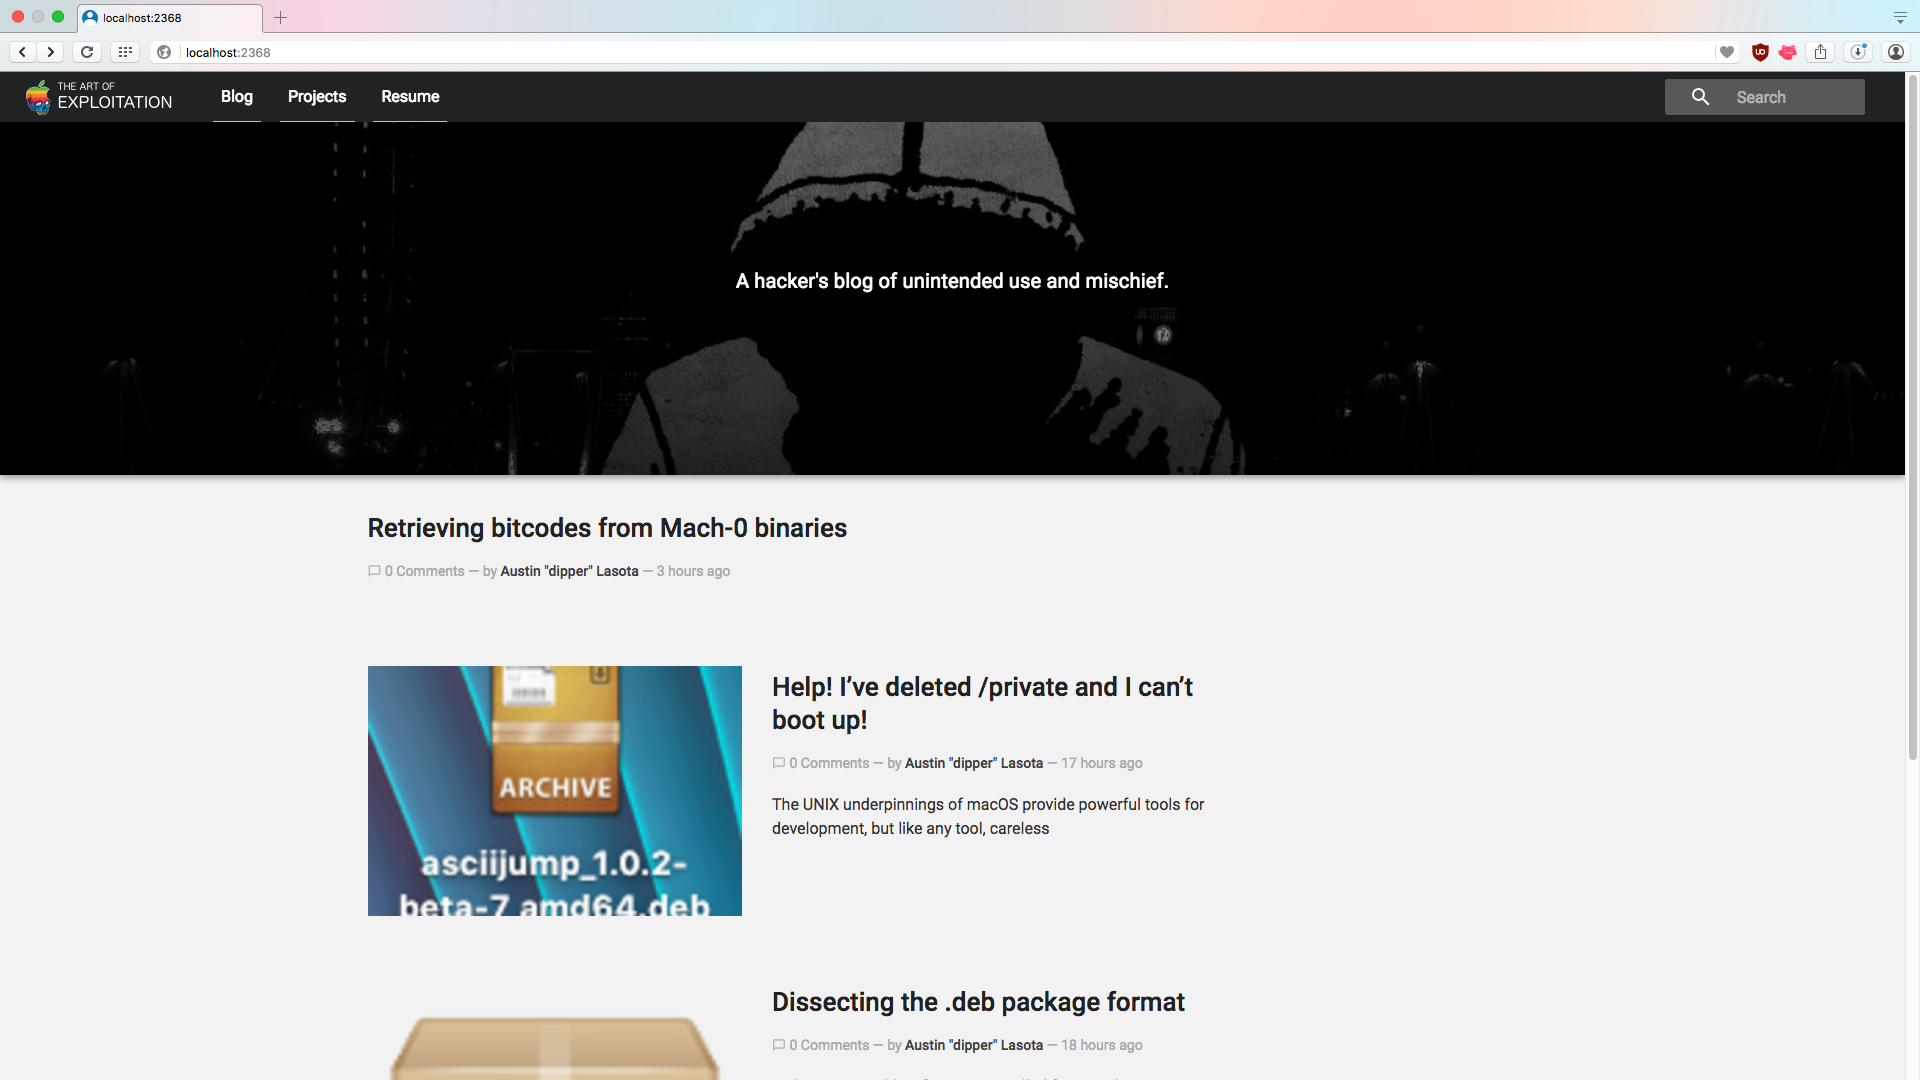 localhost:2368
localhost:2368
THE ART OF
EXPLOITATION
Blog
Projects
Resume
Search
A hacker's blog of unintended use and mischief.
Retrieving bitcodes from Mach-0 binaries
0 Comments — by Austin "dipper" Lasota — 3 hours ago
ARCHIVE
asciijump_1.0.2-
beta-7 amd64.deb
Help! I’ve deleted /private and I can’t
boot up!
0 Comments — by Austin "dipper" Lasota — 17 hours ago
The UNIX underpinnings of macOS provide powerful tools for
development, but like any tool, careless
Dissecting the .deb package format
0 Comments — by Austin "dipper" Lasota — 18 hours ago